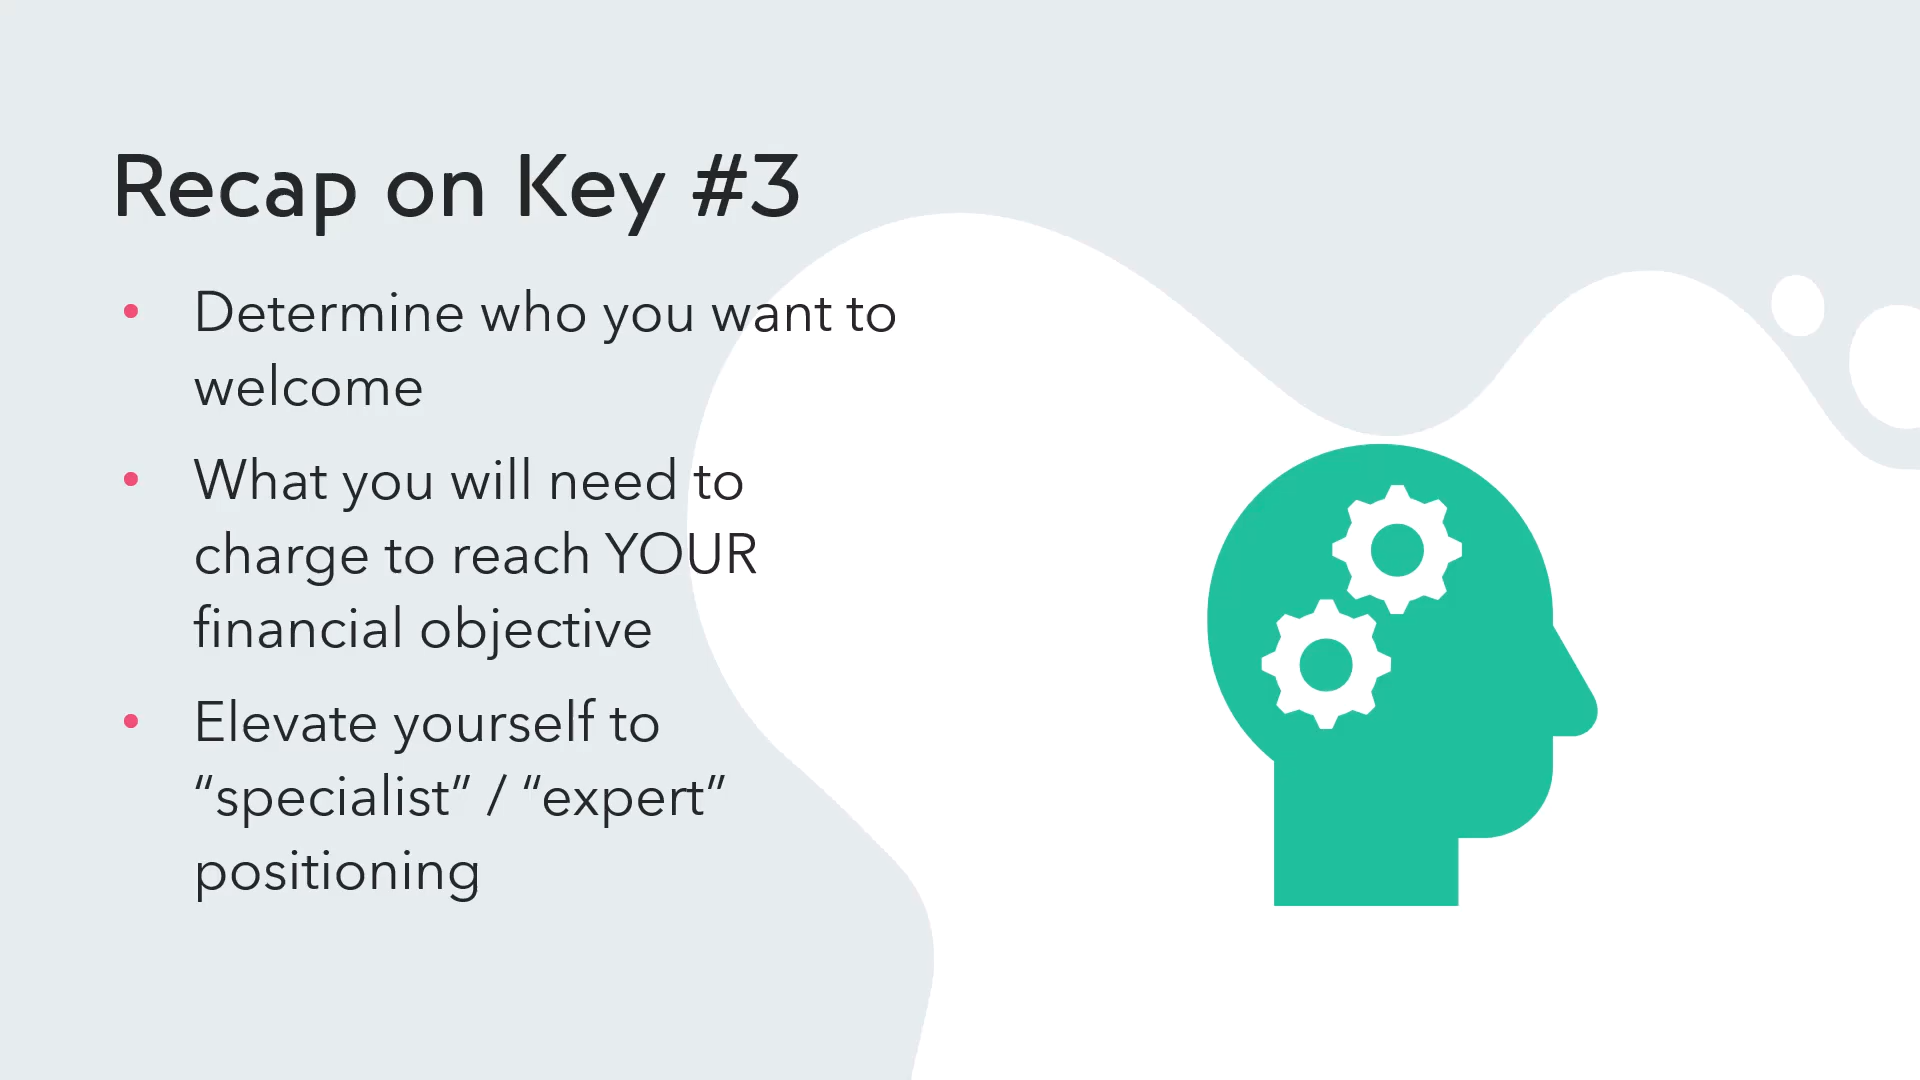 Recap on Key #3
• Determine who you want to
welcome
• What you will need to
charge to reach YOUR
financial objective
• Elevate yourself to
“specialist” / “expert”
positioning